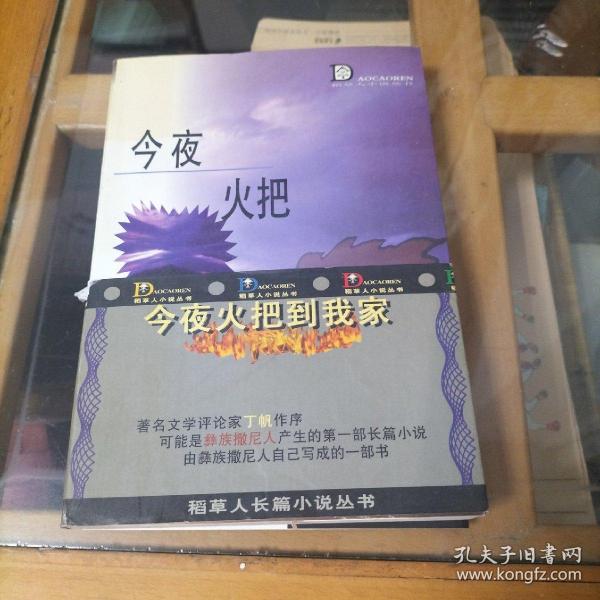 DAOCAOREN
稻草人小说丛书
今夜
火把
DAOCAOREN
稻草人小说丛书
DAOCAOREN
稻草人小说丛书
DAOCAOREN
稻草人小说丛书
今夜火把到我家
著名文学评论家丁帆作序
可能是彝族撒尼人产生的第一部长篇小说
由彝族撒尼人自己写成的一部书
稻草人长篇小说丛书
孔夫子旧书网
www.kongfz.com